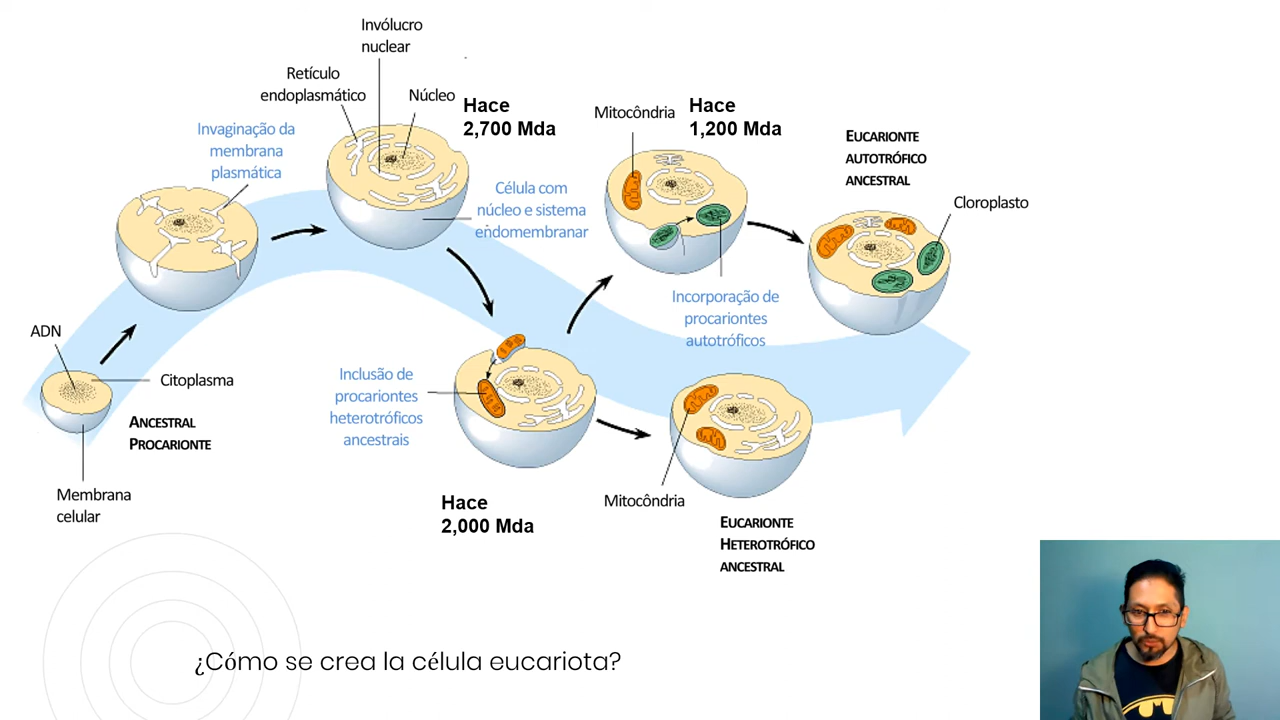 Invólucro
nuclear
Retículo
endoplasmático
Núcleo
Hace
2,700 Mda
Mitocôndria
Hace
1,200 Mda
Invaginação da
membrana
plasmática
EUCARIONTE
AUTOTRÓFICO
ANCESTRAL
Célula com
núcleo e sistema
endomembranar
Cloroplasto
Incorporação de
procariontes
autotróficos
ADN
Citoplasma
ANCESTRAL
PROCARIONTE
Inclusão de
procariontes
heterotróficos
ancestrais
Membrana
celular
Hace
2,000 Mda
Mitocôndria
EUCARIONTE
HETEROTRÓFICO
ANCESTRAL
¿Cómo se crea la célula eucariota?